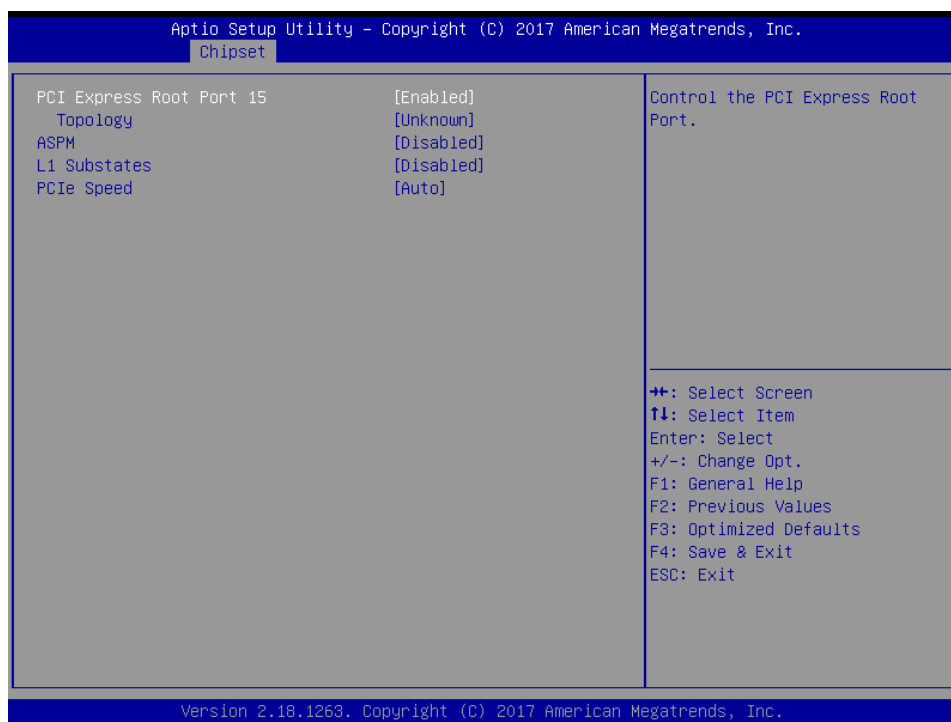 Aptio Setup Utility – Copyright (C) 2017 American Megatrends, Inc.
Chipset
PCI Express Root Port 15 [Enabled]
Topology [Unknown]
ASPM [Disabled]
L1 Substates [Disabled]
PCIe Speed [Auto]
Control the PCI Express Root
Port.
→←: Select Screen
↑↓: Select Item
Enter: Select
+/-: Change Opt.
F1: General Help
F2: Previous Values
F3: Optimized Defaults
F4: Save & Exit
ESC: Exit
Version 2.18.1263. Copyright (C) 2017 American Megatrends, Inc.